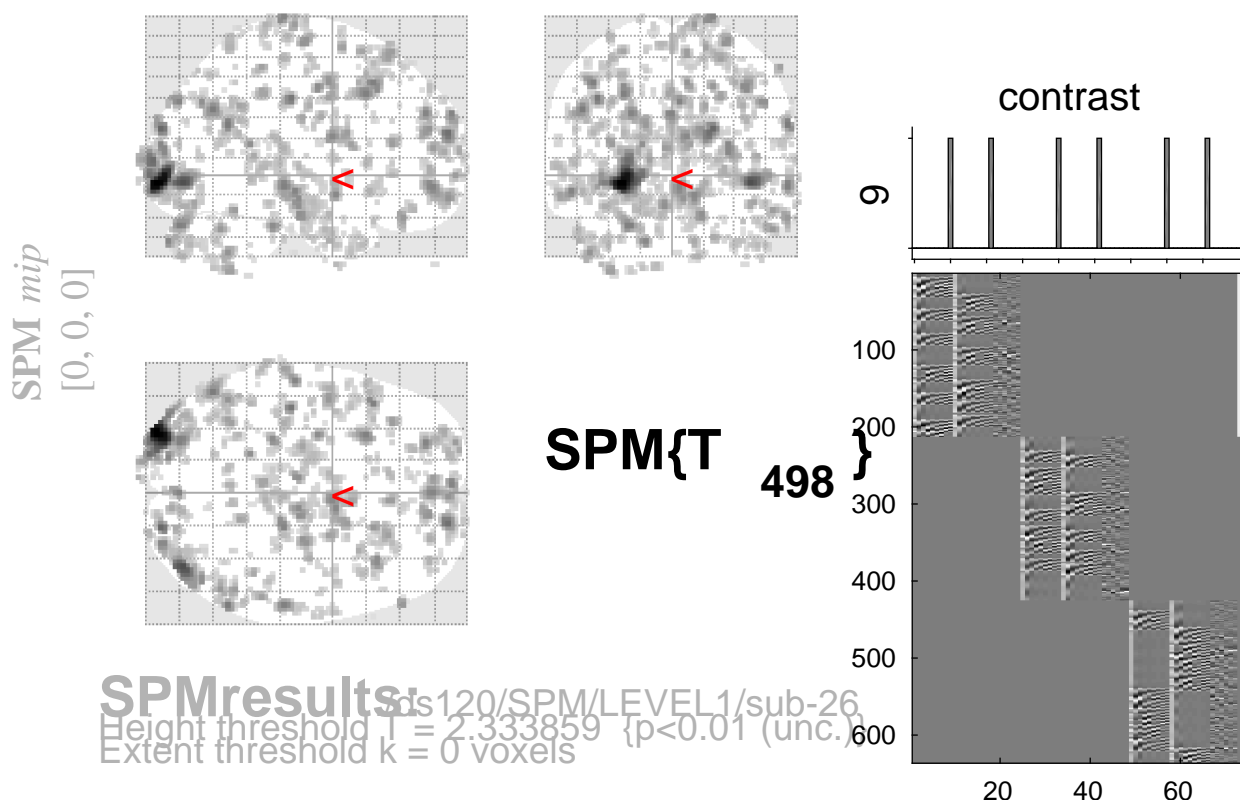 SPM mip
[0, 0, 0]
<
<
<
SPM{T
498
}
contrast
9
100
200
300
400
500
600
20
40
60
SPMresults: ./ds120/SPM/LEVEL1/sub-26
Height threshold T = 2.333859 {p<0.01 (unc.)}
Extent threshold k = 0 voxels